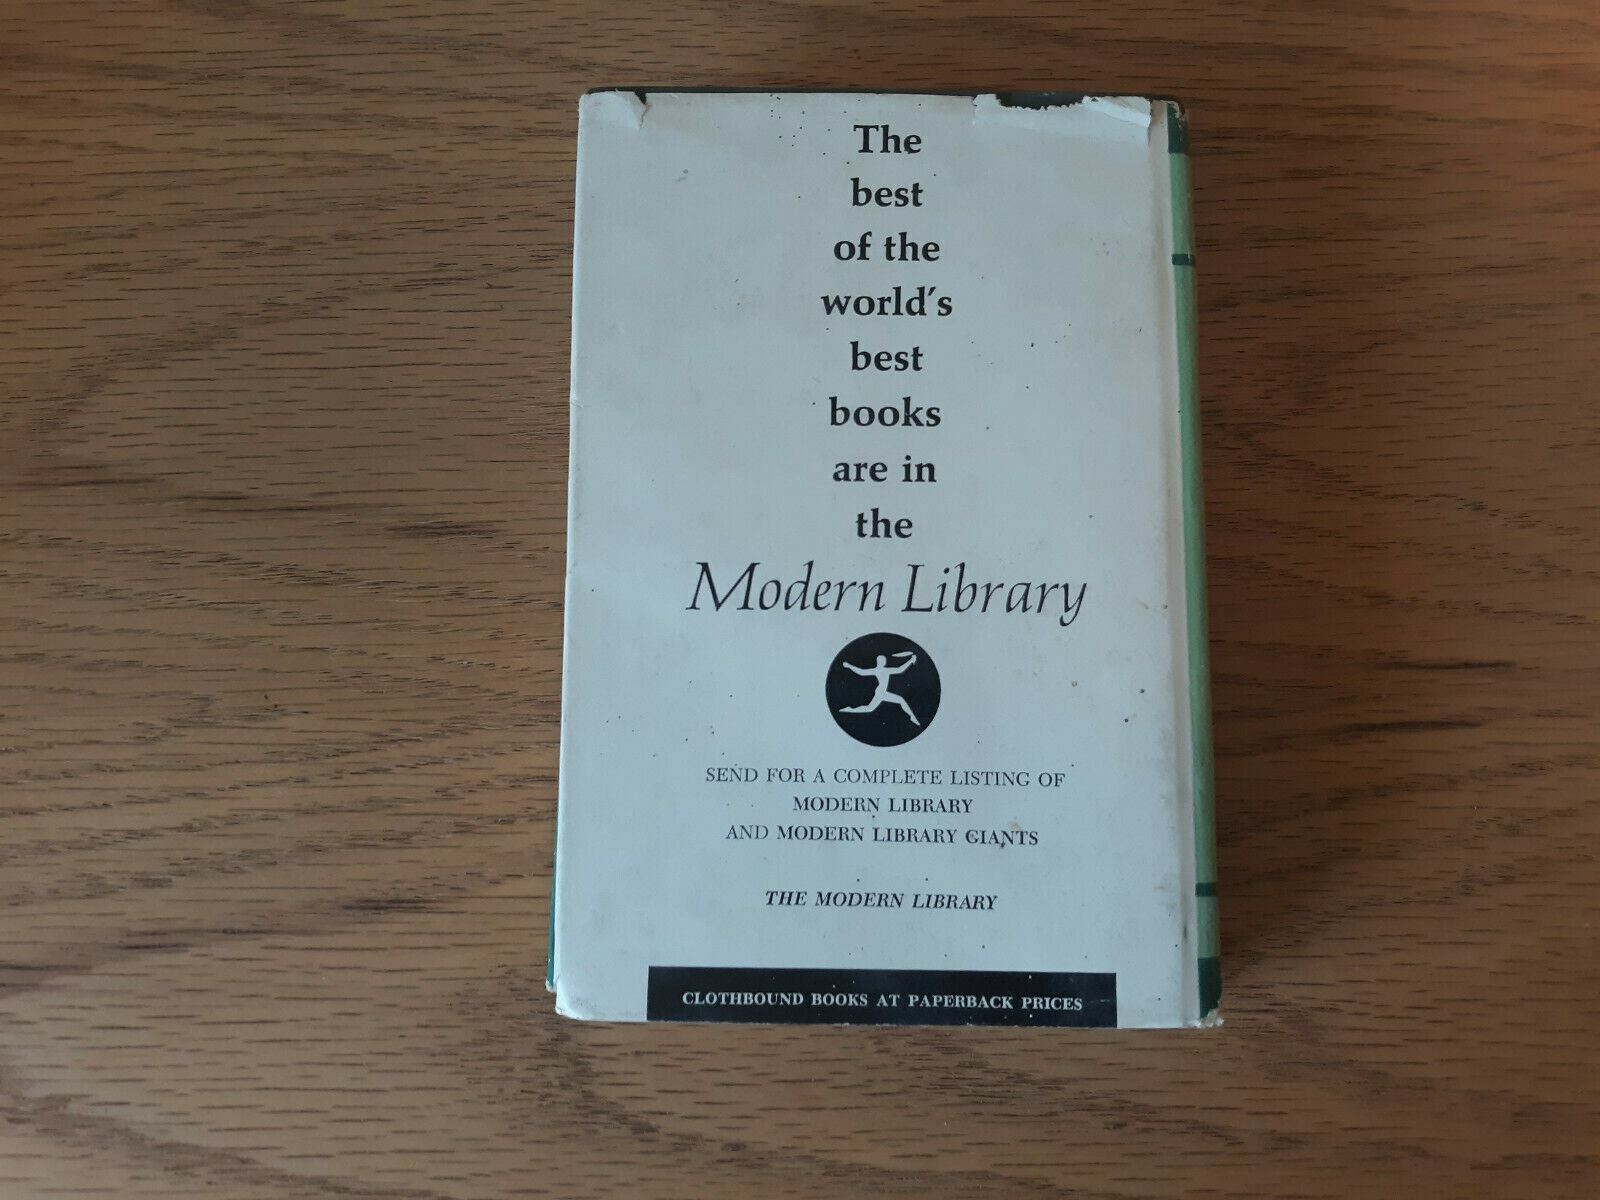 The
best
of the
world's
best
books
are in
the
Modern Library
SEND FOR A COMPLETE LISTING OF
MODERN LIBRARY
AND MODERN LIBRARY GIANTS
THE MODERN LIBRARY
CLOTHBOUND BOOKS AT PAPERBACK PRICES